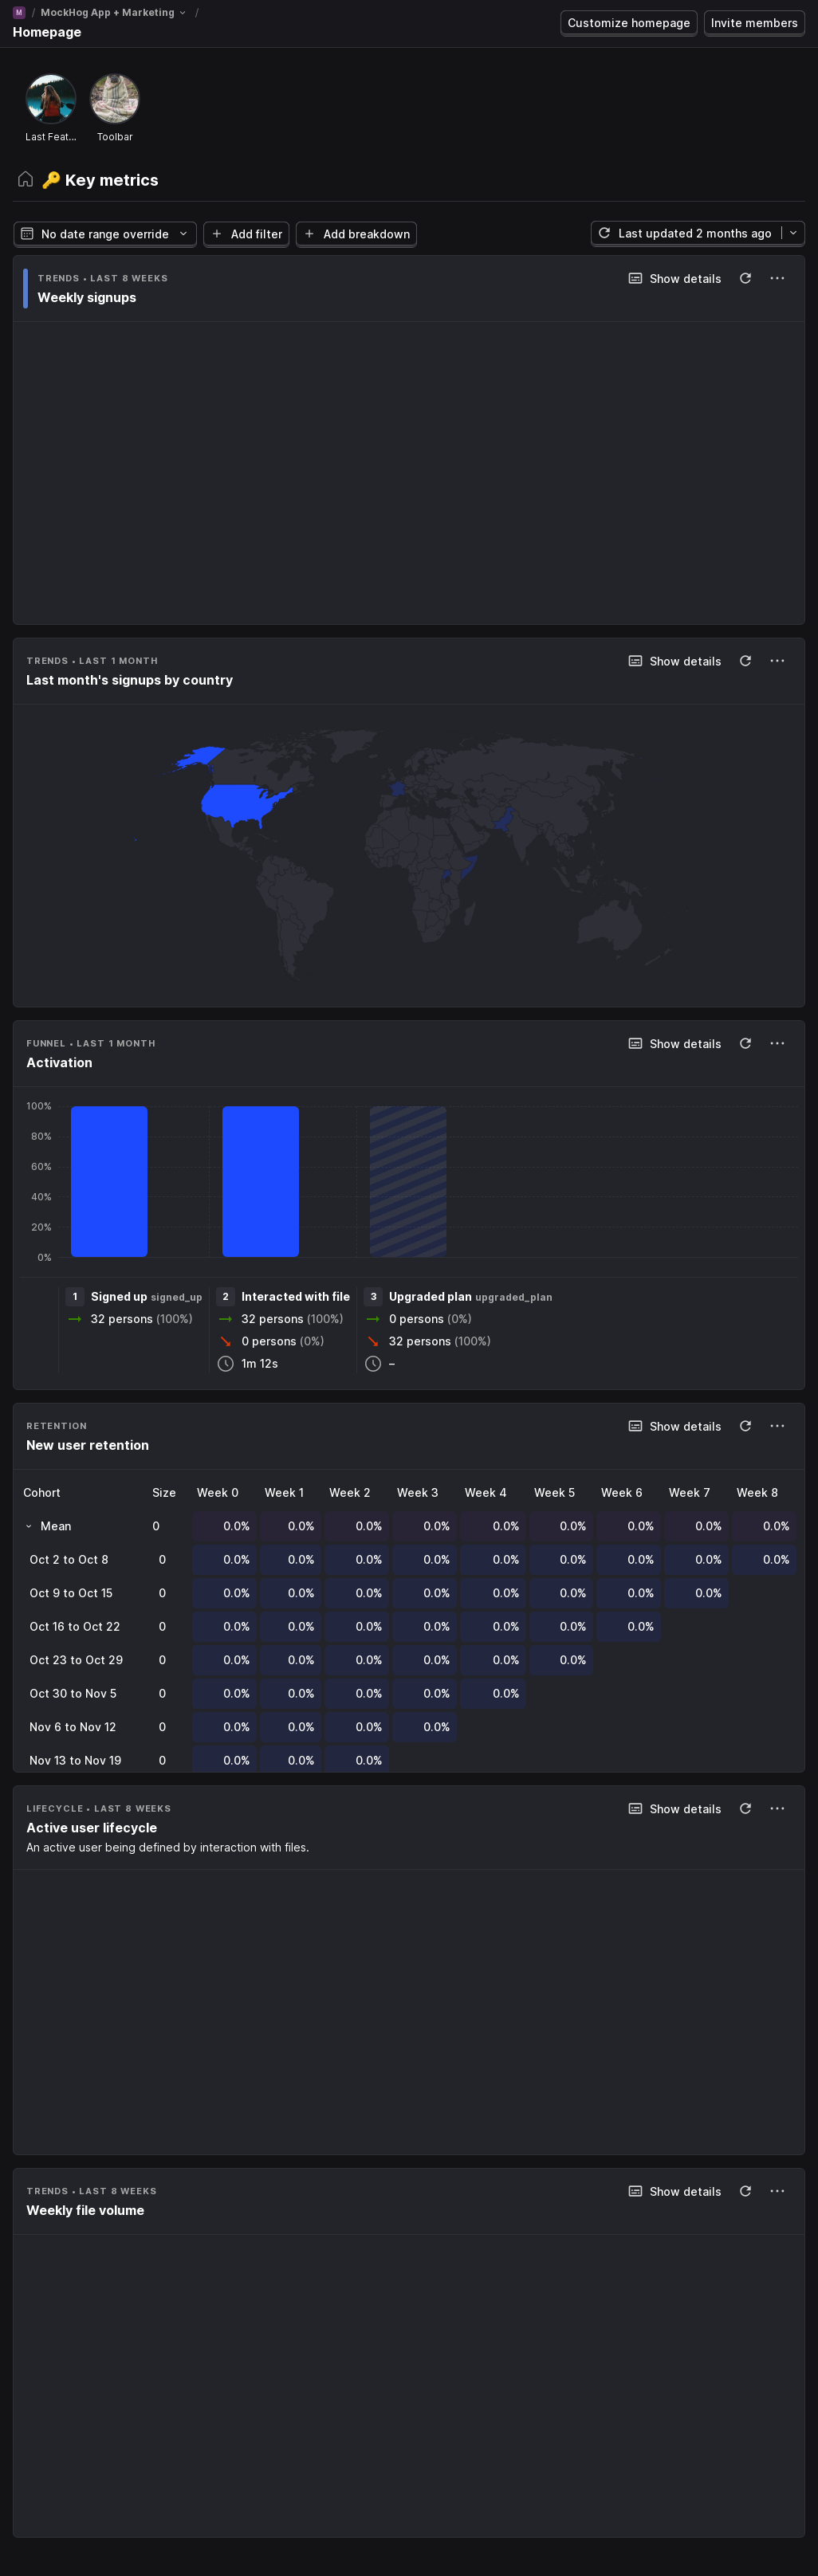 M / MockHog App + Marketing /
Homepage
Customize homepage
Invite members
Last Feat...
Toolbar
🔑 Key metrics
No date range override
Add filter
Add breakdown
Last updated 2 months ago
TRENDS • LAST 8 WEEKS
Show details
Weekly signups
TRENDS • LAST 1 MONTH
Show details
Last month's signups by country
FUNNEL • LAST 1 MONTH
Show details
Activation
100%
80%
60%
40%
20%
0%
1 Signed up signed_up
32 persons (100%)
2 Interacted with file
32 persons (100%)
0 persons (0%)
1m 12s
3 Upgraded plan upgraded_plan
0 persons (0%)
32 persons (100%)
–
RETENTION
Show details
New user retention
Cohort Size Week 0 Week 1 Week 2 Week 3 Week 4 Week 5 Week 6 Week 7 Week 8
Mean 0 0.0% 0.0% 0.0% 0.0% 0.0% 0.0% 0.0% 0.0% 0.0%
Oct 2 to Oct 8 0 0.0% 0.0% 0.0% 0.0% 0.0% 0.0% 0.0% 0.0% 0.0%
Oct 9 to Oct 15 0 0.0% 0.0% 0.0% 0.0% 0.0% 0.0% 0.0% 0.0%
Oct 16 to Oct 22 0 0.0% 0.0% 0.0% 0.0% 0.0% 0.0% 0.0%
Oct 23 to Oct 29 0 0.0% 0.0% 0.0% 0.0% 0.0% 0.0%
Oct 30 to Nov 5 0 0.0% 0.0% 0.0% 0.0% 0.0%
Nov 6 to Nov 12 0 0.0% 0.0% 0.0% 0.0%
Nov 13 to Nov 19 0 0.0% 0.0% 0.0%
LIFECYCLE • LAST 8 WEEKS
Show details
Active user lifecycle
An active user being defined by interaction with files.
TRENDS • LAST 8 WEEKS
Show details
Weekly file volume